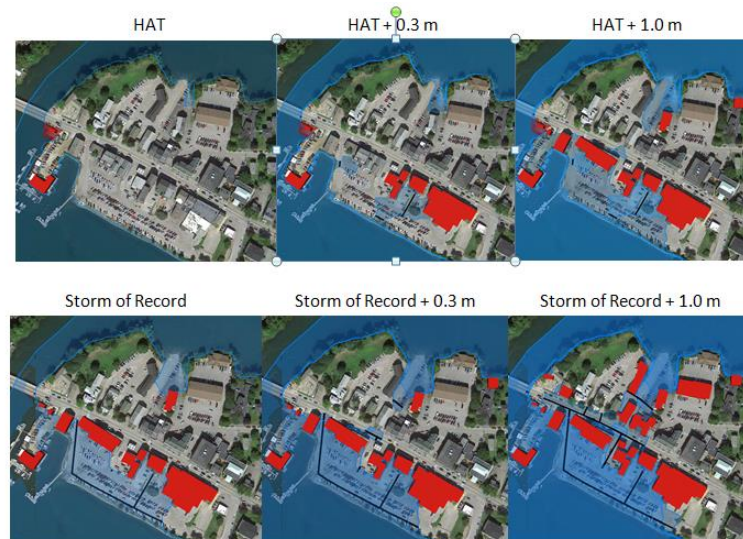 HAT
HAT + 0.3 m
HAT + 1.0 m
Storm of Record
Storm of Record + 0.3 m
Storm of Record + 1.0 m